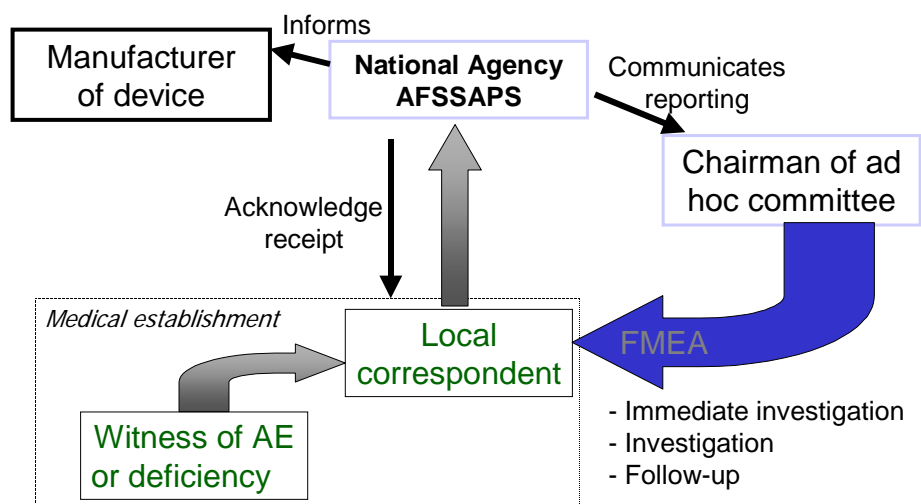 Informs
Manufacturer
of device
National Agency
AFSSAPS
Communicates
reporting
Chairman of ad
hoc committee
Acknowledge
receipt
Medical establishment
Local
correspondent
FMEA
Witness of AE
or deficiency
- Immediate investigation
- Investigation
- Follow-up